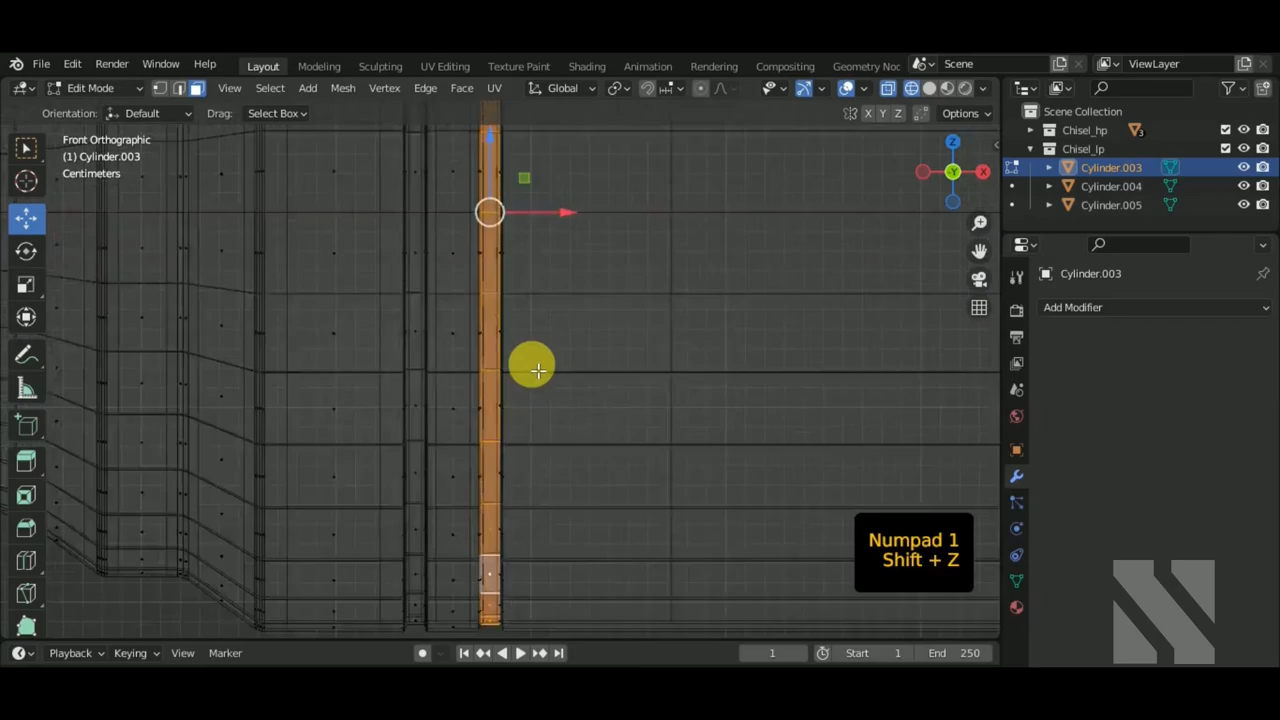 File Edit Render Window Help Layout Modeling Sculpting UV Editing Texture Paint Shading Animation Rendering Compositing Geometry Noc Scene ViewLayer
Edit Mode View Select Add Mesh Vertex Edge Face UV Global
Orientation: Default Drag: Select Box X Y Z Options
Front Orthographic
(1) Cylinder.003
Centimeters
Z
X
-Y
Scene Collection
Chisel_hp 3
Chisel_lp
Cylinder.003
Cylinder.004
Cylinder.005
Cylinder.003
Add Modifier
Numpad 1
Shift + Z
Playback Keying View Marker 1 Start 1 End 250